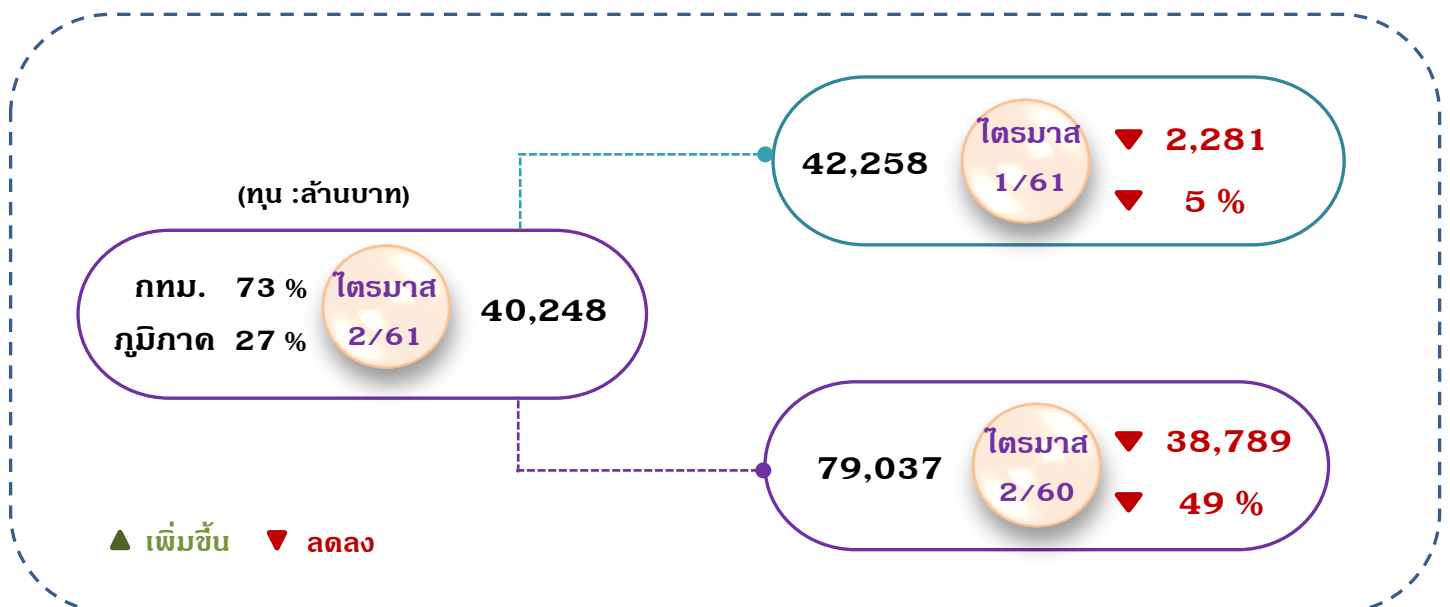 (ทุน :ล้านบาท)
กทม. 73 %
ภูมิภาค 27 %
ไตรมาส
2/61
40,248
42,258
ไตรมาส
1/61
▼ 2,281
▼ 5 %
79,037
ไตรมาส
2/60
▼ 38,789
▼ 49 %
▲ เพิ่มขึ้น ▼ ลดลง